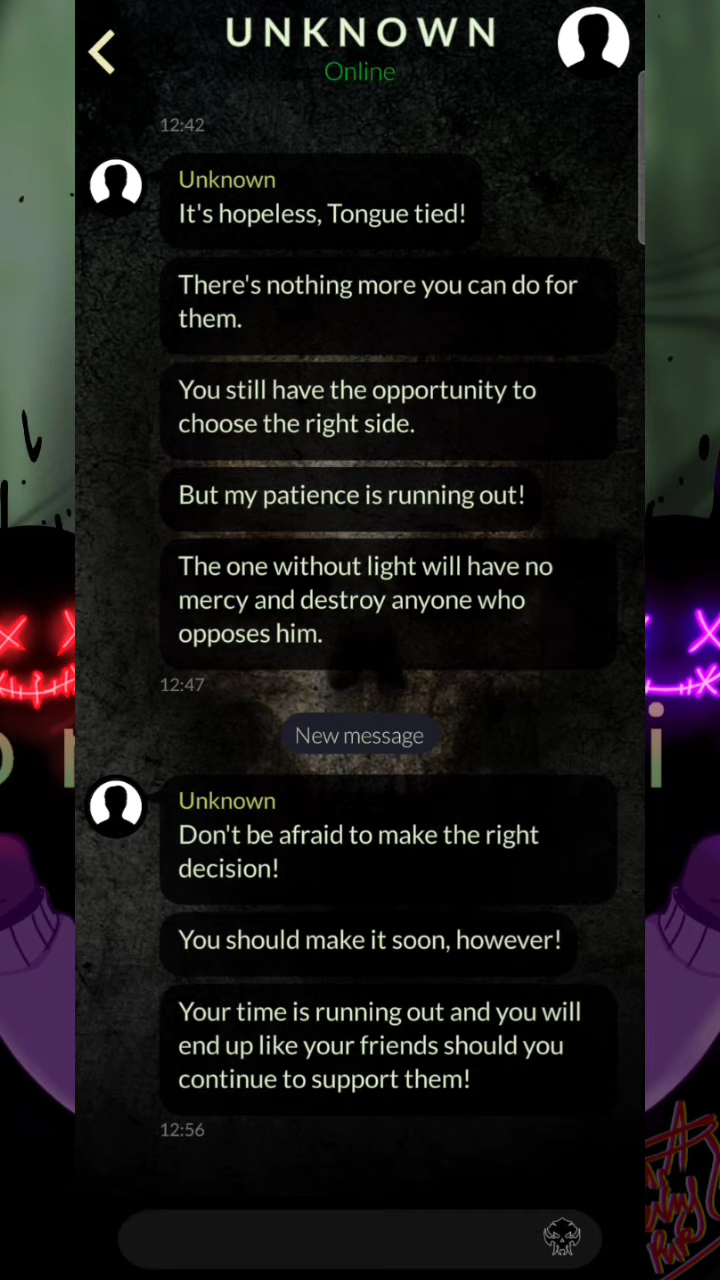 UNKNOWN
Online
12:42
Unknown
It's hopeless, Tongue tied!
There's nothing more you can do for
them.
You still have the opportunity to
choose the right side.
But my patience is running out!
The one without light will have no
mercy and destroy anyone who
opposes him.
12:47
New message
Unknown
Don't be afraid to make the right
decision!
You should make it soon, however!
Your time is running out and you will
end up like your friends should you
continue to support them!
12:56